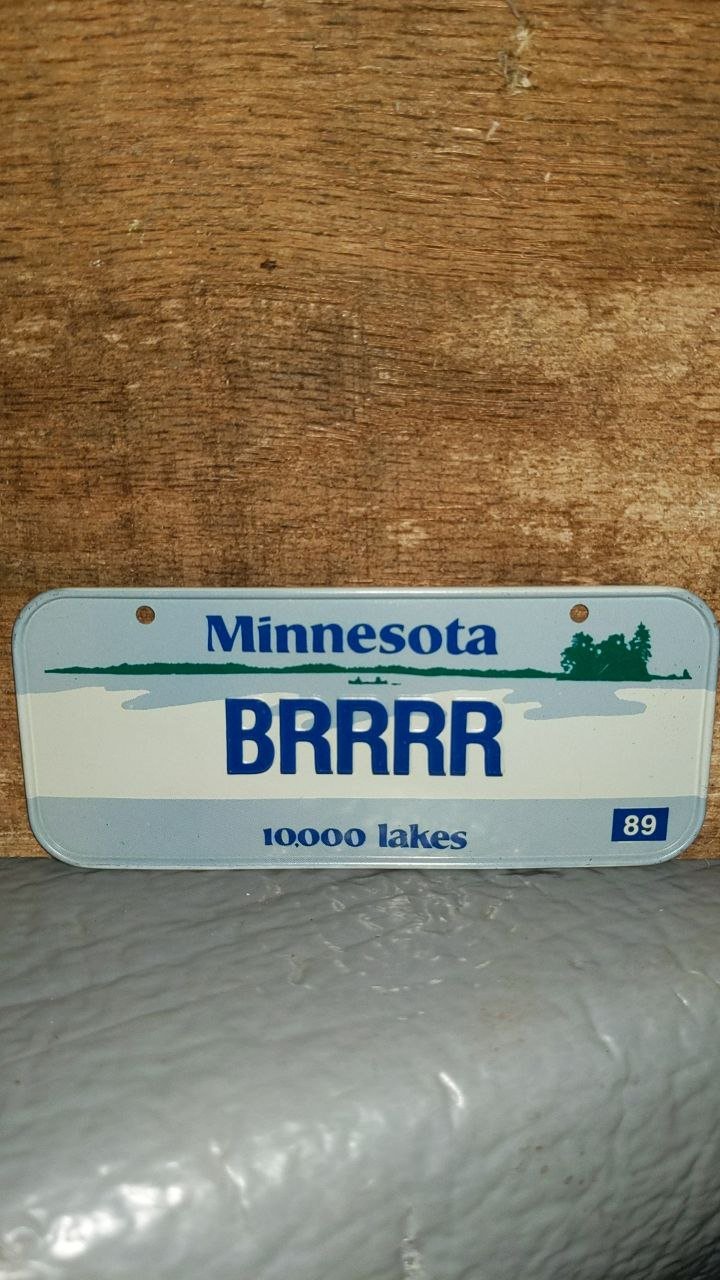 Minnesota
BRRRR
10,000 lakes
89